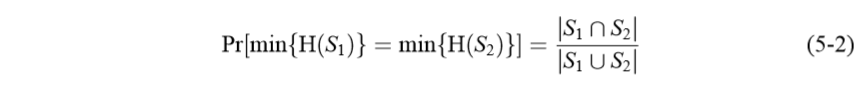 Pr[min{H(S₁)} = min{H(S₂)}] = |S₁ ∩ S₂| / |S₁ ∪ S₂| (5-2)